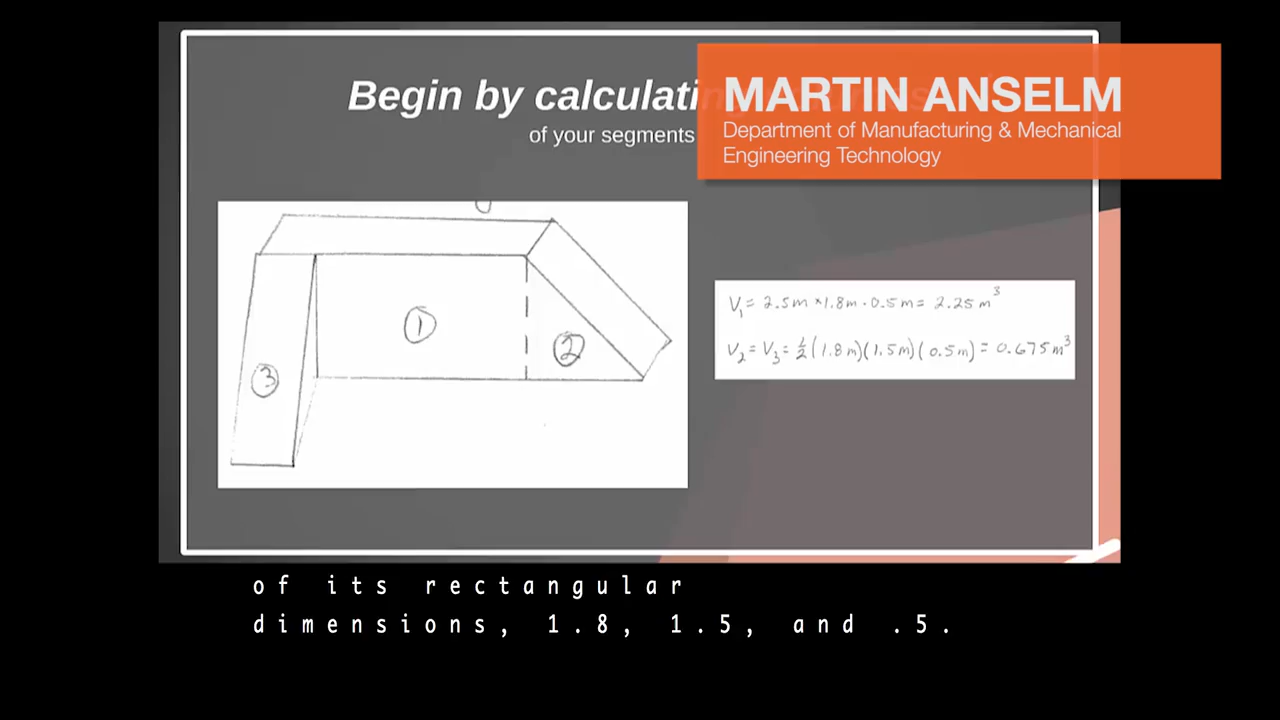 Begin by calculati
MARTIN ANSELM
of your segments
Department of Manufacturing & Mechanical
Engineering Technology
V₁ = 2.5m × 1.8m · 0.5m = 2.25 m³
V₂ = V₃ = ½ (1.8m)(1.5m)(0.5m) = 0.675m³
1
2
3
of its rectangular
dimensions, 1.8, 1.5, and .5.